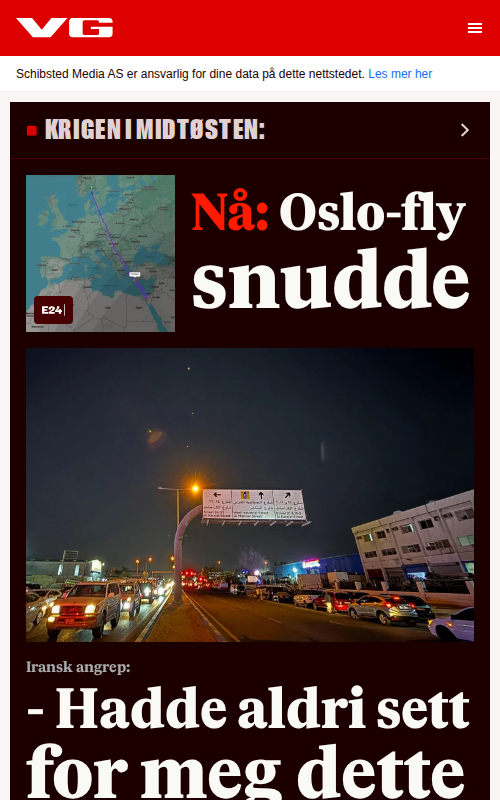 VG
Schibsted Media AS er ansvarlig for dine data på dette nettstedet. Les mer her
KRIGEN I MIDTØSTEN:
E24
Nå: Oslo-fly
snudde
Iransk angrep:
- Hadde aldri sett
for meg dette